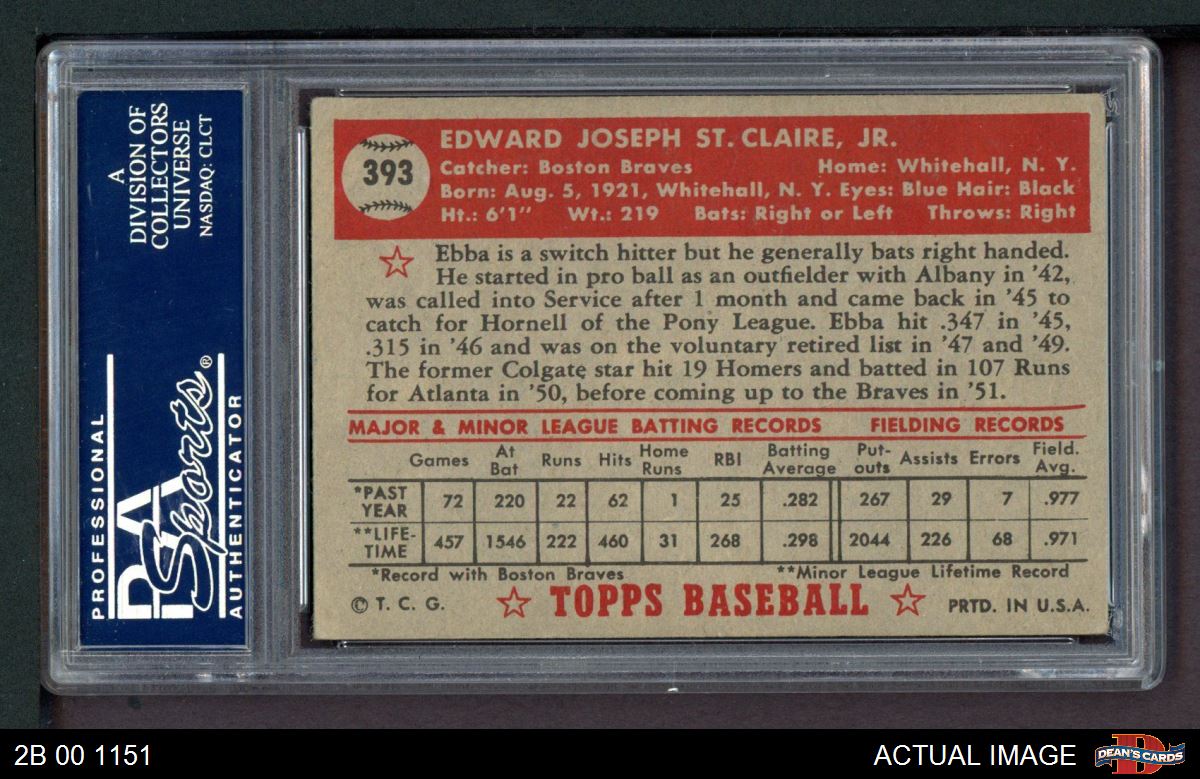 A
DIVISION OF
COLLECTORS
UNIVERSE
NASDAQ: CLCT
PROFESSIONAL
PSA
Sports®
AUTHENTICATOR
393
EDWARD JOSEPH ST. CLAIRE, JR.
Catcher: Boston Braves Home: Whitehall, N. Y.
Born: Aug. 5, 1921, Whitehall, N. Y. Eyes: Blue Hair: Black
Ht.: 6'1" Wt.: 219 Bats: Right or Left Throws: Right
Ebba is a switch hitter but he generally bats right handed.
He started in pro ball as an outfielder with Albany in '42,
was called into Service after 1 month and came back in '45 to
catch for Hornell of the Pony League. Ebba hit .347 in '45,
.315 in '46 and was on the voluntary retired list in '47 and '49.
The former Colgate star hit 19 Homers and batted in 107 Runs
for Atlanta in '50, before coming up to the Braves in '51.
MAJOR & MINOR LEAGUE BATTING RECORDS FIELDING RECORDS
Games At Bat Runs Hits Home Runs RBI Batting Average Put-outs Assists Errors Field. Avg.
*PAST YEAR 72 220 22 62 1 25 .282 267 29 7 .977
**LIFE-TIME 457 1546 222 460 31 268 .298 2044 226 68 .971
*Record with Boston Braves **Minor League Lifetime Record
© T. C. G. TOPPS BASEBALL PRTD. IN U.S.A.
2B 00 1151 ACTUAL IMAGE DEAN'S CARDS